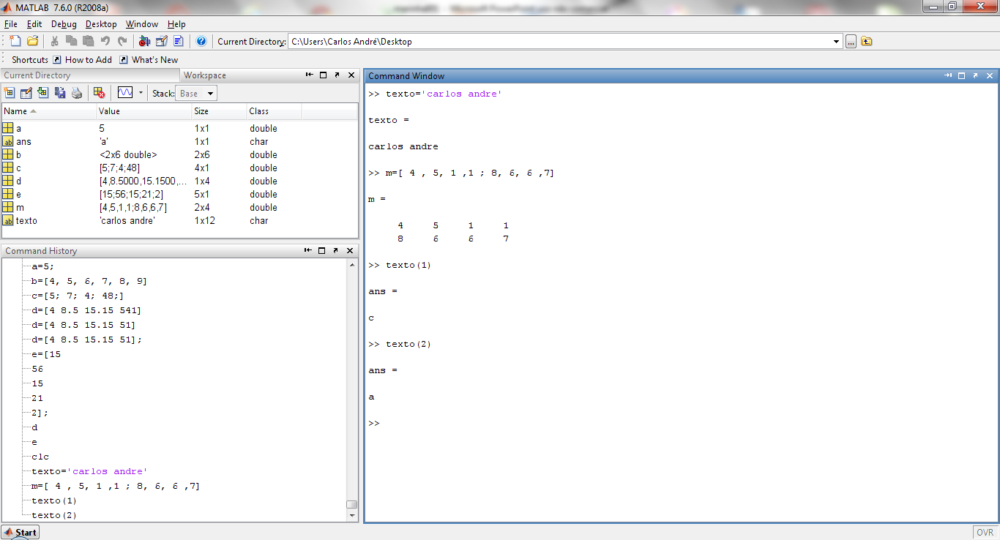 MATLAB 7.6.0 (R2008a)
File Edit Debug Desktop Window Help
Current Directory: C:\Users\Carlos André\Desktop
...
Shortcuts How to Add What's New
Current Directory Workspace
Stack: Base
Name Value Size Class
a 5 1x1 double
ab ans 'a' 1x1 char
b <2x6 double> 2x6 double
c [5;7;4;48] 4x1 double
d [4,8.5000,15.1500,... 1x4 double
e [15;56;15;21;2] 5x1 double
m [4,5,1,1;8,6,6,7] 2x4 double
ab texto 'carlos andre' 1x12 char
Command History
a=5;
b=[4, 5, 6, 7, 8, 9]
c=[5; 7; 4; 48;]
d=[4 8.5 15.15 541]
d=[4 8.5 15.15 51]
d=[4 8.5 15.15 51];
e=[15
56
15
21
2];
d
e
clc
texto='carlos andre'
m=[ 4 , 5, 1 ,1 ; 8, 6, 6 ,7]
texto(1)
texto(2)
Command Window
>> texto='carlos andre'
texto =
carlos andre
>> m=[ 4 , 5, 1 ,1 ; 8, 6, 6 ,7]
m =
4 5 1 1
8 6 6 7
>> texto(1)
ans =
c
>> texto(2)
ans =
a
>>
Start
OVR